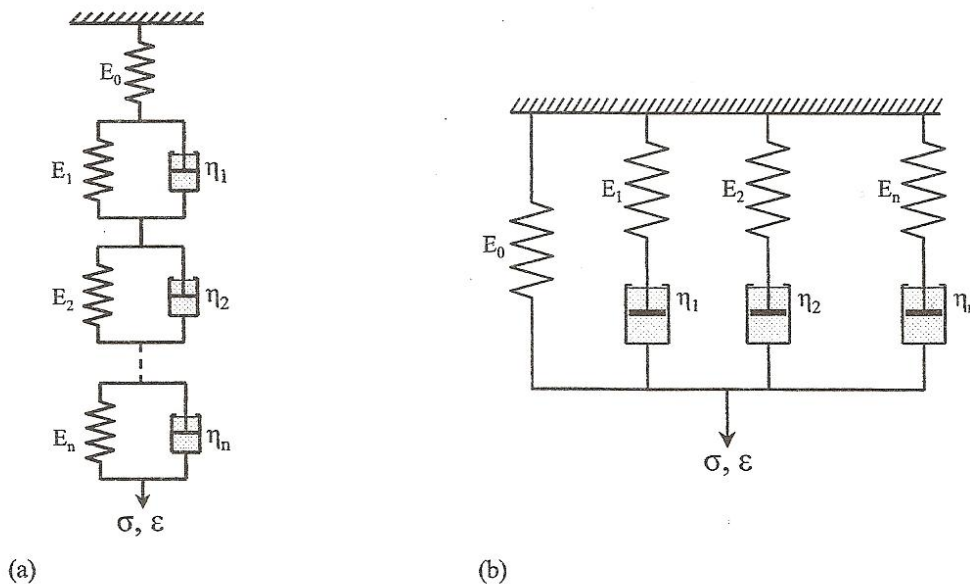 E₀
E₁ η₁
E₂ η₂
Eₙ ηₙ
σ, ε
(a)
E₁ E₂ Eₙ
E₀
η₁ η₂ ηₙ
σ, ε
(b)